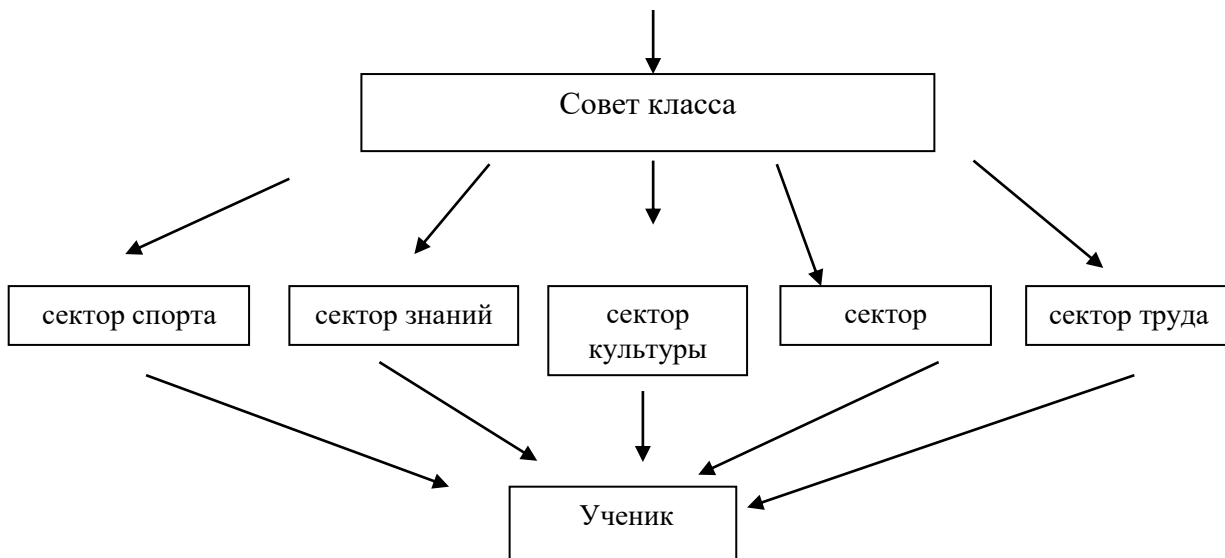 Совет класса
сектор спорта
сектор знаний
сектор
культуры
сектор
сектор труда
Ученик